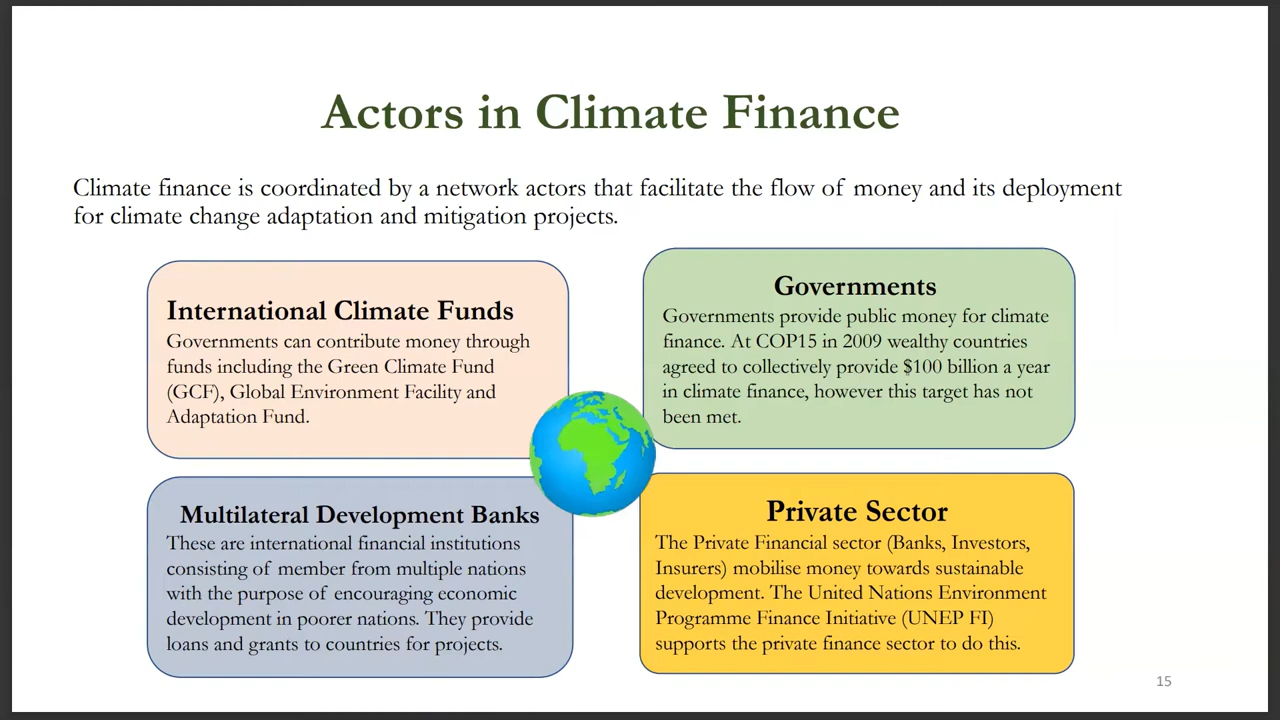 Actors in Climate Finance
Climate finance is coordinated by a network actors that facilitate the flow of money and its deployment
for climate change adaptation and mitigation projects.
International Climate Funds
Governments can contribute money through
funds including the Green Climate Fund
(GCF), Global Environment Facility and
Adaptation Fund.
Governments
Governments provide public money for climate
finance. At COP15 in 2009 wealthy countries
agreed to collectively provide $100 billion a year
in climate finance, however this target has not
been met.
Multilateral Development Banks
These are international financial institutions
consisting of member from multiple nations
with the purpose of encouraging economic
development in poorer nations. They provide
loans and grants to countries for projects.
Private Sector
The Private Financial sector (Banks, Investors,
Insurers) mobilise money towards sustainable
development. The United Nations Environment
Programme Finance Initiative (UNEP FI)
supports the private finance sector to do this.
15